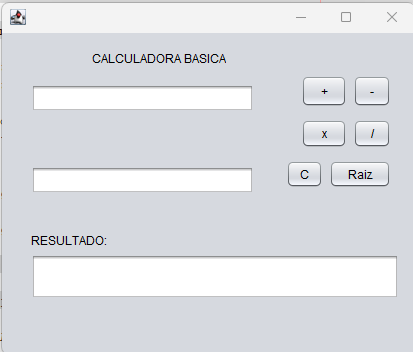 CALCULADORA BASICA
+ -
x /
C Raiz
RESULTADO: